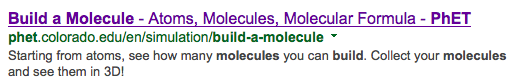 Build a Molecule - Atoms, Molecules, Molecular Formula - PhET
phet.colorado.edu/en/simulation/build-a-molecule
Starting from atoms, see how many molecules you can build. Collect your molecules
and see them in 3D!